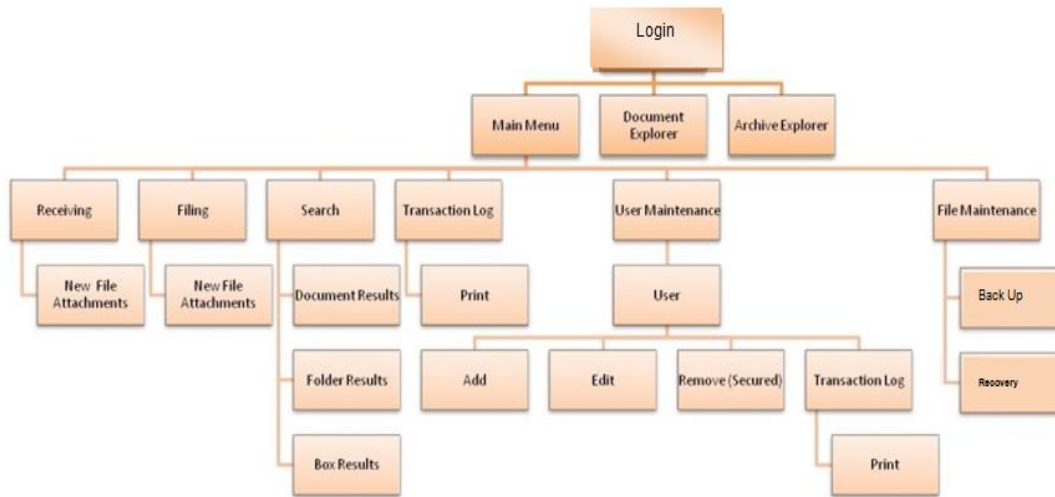 Login
Main Menu
Document
Explorer
Archive Explorer
Receiving
Filing
Search
Transaction Log
User Maintenance
File Maintenance
New File
Attachments
New File
Attachments
Document Results
Print
User
Back Up
Folder Results
Add
Edit
Remove (Secured)
Transaction Log
Recovery
Box Results
Print